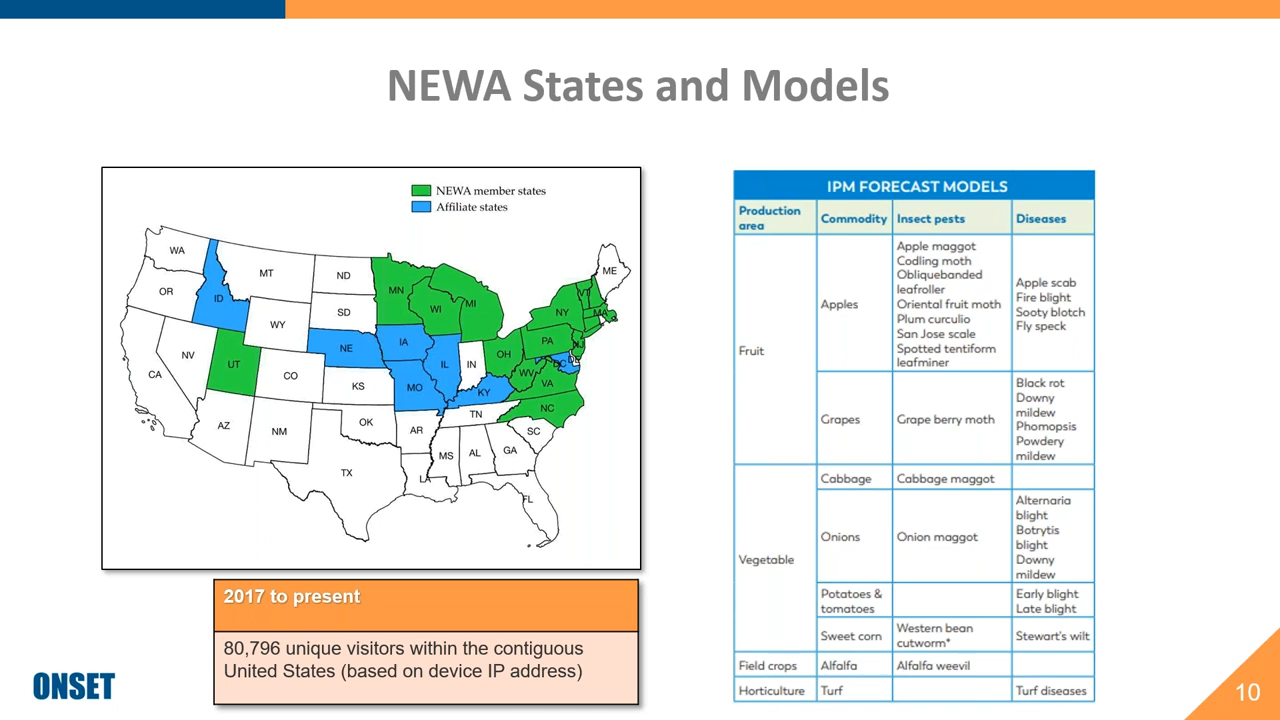 NEWA States and Models
NEWA member states
Affiliate states
WA
MT
ND
ME
OR
ID
MN
VT
SD
WI
MI
NY
MA
WY
NV
NE
IA
PA
NJ
UT
IL
IN
OH
DE
DC
CA
CO
KS
MO
KY
WV
VA
AZ
NM
OK
AR
TN
NC
SC
TX
LA
MS
AL
GA
FL
2017 to present
80,796 unique visitors within the contiguous
United States (based on device IP address)
IPM FORECAST MODELS
Production
area
Commodity
Insect pests
Diseases
Fruit
Apples
Apple maggot
Codling moth
Obliquebanded
leafroller
Oriental fruit moth
Plum curculio
San Jose scale
Spotted tentiform
leafminer
Apple scab
Fire blight
Sooty blotch
Fly speck
Grapes
Grape berry moth
Black rot
Downy
mildew
Phomopsis
Powdery
mildew
Vegetable
Cabbage
Cabbage maggot
Onions
Onion maggot
Alternaria
blight
Botrytis
blight
Downy
mildew
Potatoes &
tomatoes
Early blight
Late blight
Sweet corn
Western bean
cutworm*
Stewart's wilt
Field crops
Alfalfa
Alfalfa weevil
Horticulture
Turf
Turf diseases
ONSET
10